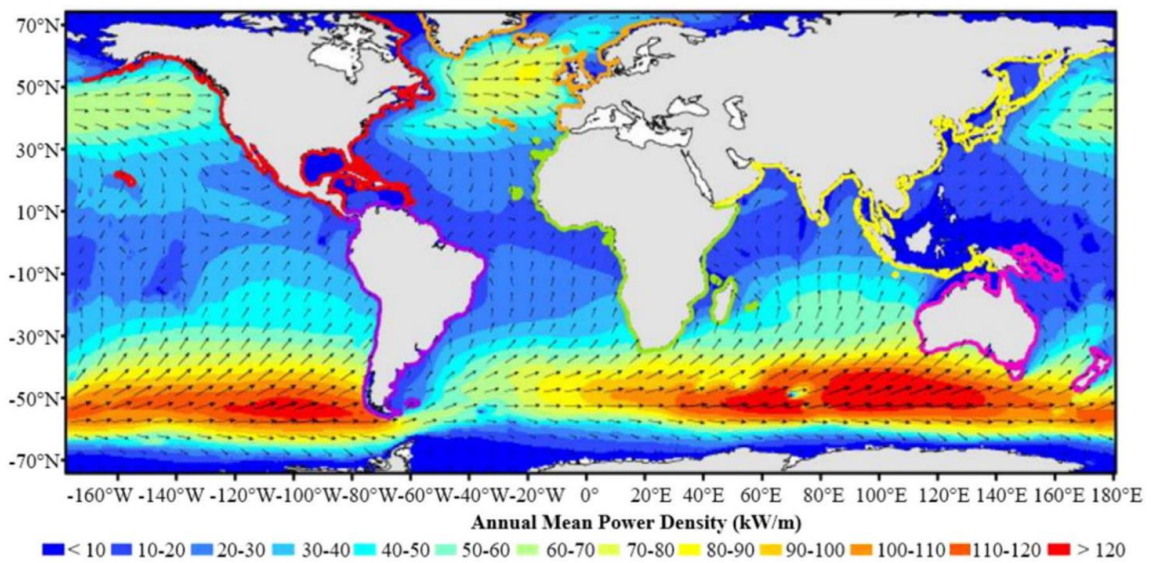 70°N
50°N
30°N
10°N
-10°N
-30°N
-50°N
-70°N
-160°W -140°W -120°W -100°W -80°W -60°W -40°W -20°W 0° 20°E 40°E 60°E 80°E 100°E 120°E 140°E 160°E 180°E
Annual Mean Power Density (kW/m)
< 10 10-20 20-30 30-40 40-50 50-60 60-70 70-80 80-90 90-100 100-110 110-120 > 120